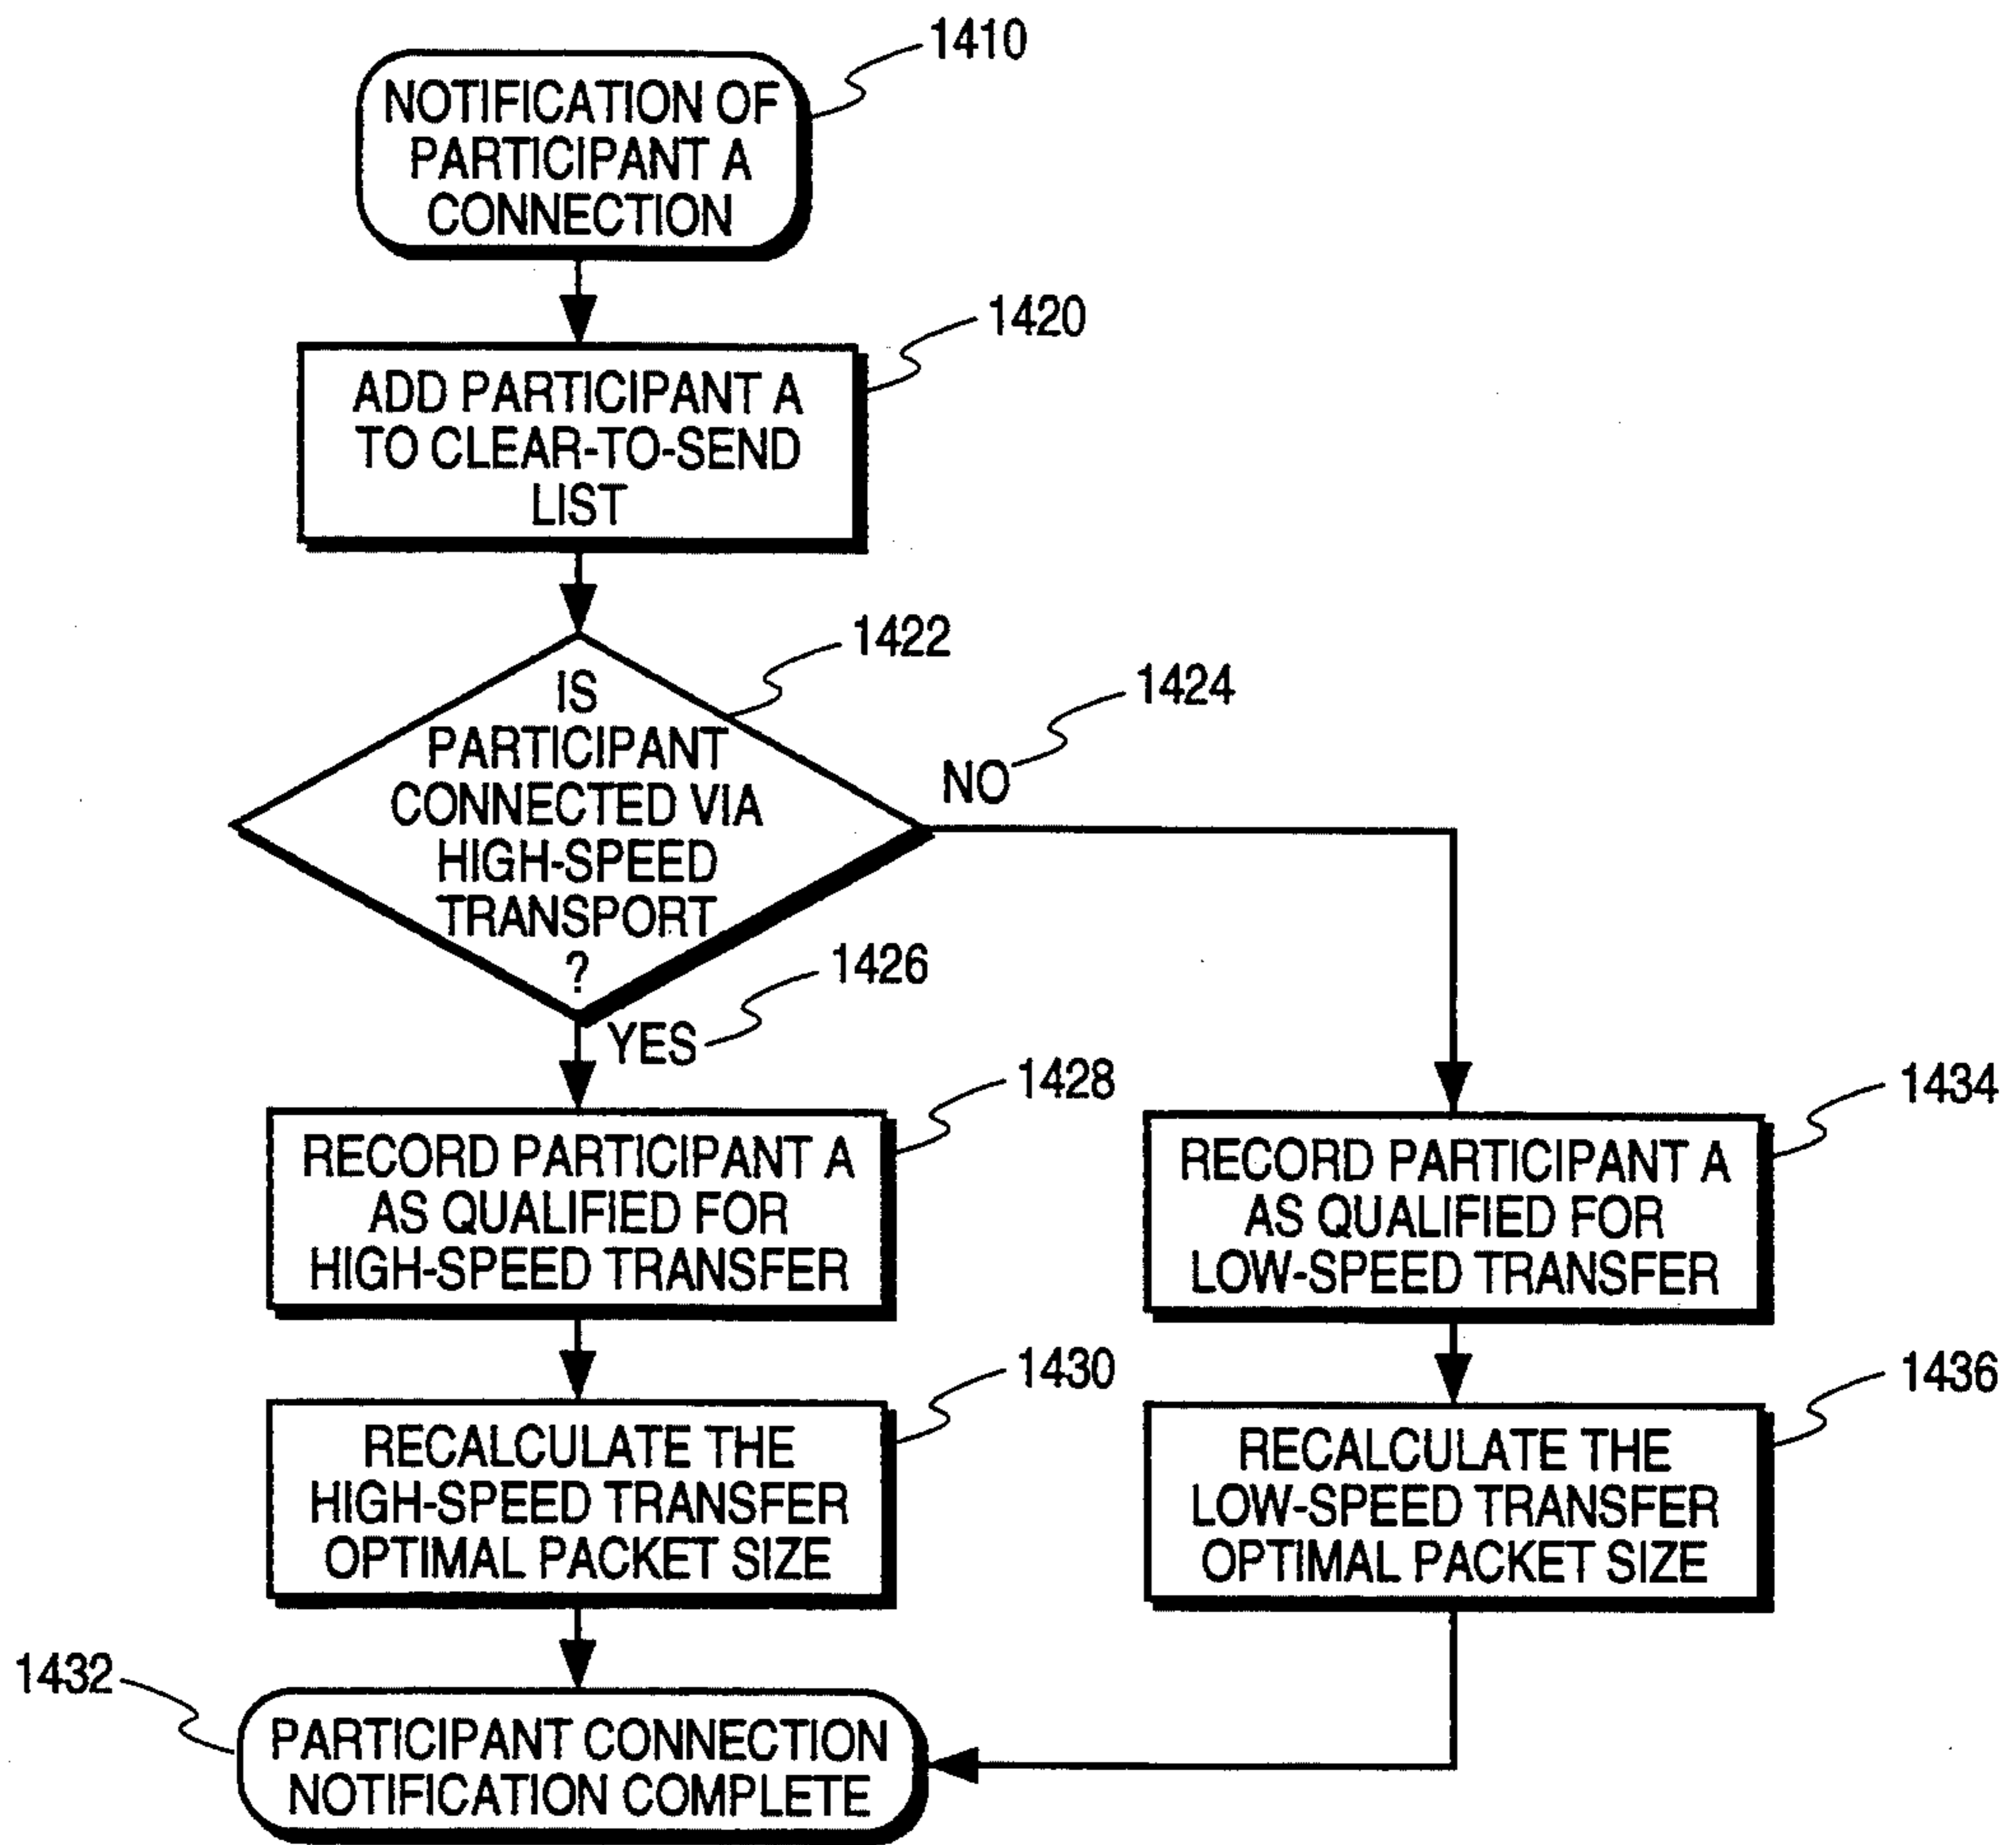 1410
NOTIFICATION OF
PARTICIPANT A
CONNECTION
1420
ADD PARTICIPANT A
TO CLEAR-TO-SEND
LIST
1422
IS
PARTICIPANT
CONNECTED VIA
HIGH-SPEED
TRANSPORT
?
1424
NO
1426
YES
1428
RECORD PARTICIPANT A
AS QUALIFIED FOR
HIGH-SPEED TRANSFER
1434
RECORD PARTICIPANT A
AS QUALIFIED FOR
LOW-SPEED TRANSFER
1430
RECALCULATE THE
HIGH-SPEED TRANSFER
OPTIMAL PACKET SIZE
1436
RECALCULATE THE
LOW-SPEED TRANSFER
OPTIMAL PACKET SIZE
1432
PARTICIPANT CONNECTION
NOTIFICATION COMPLETE